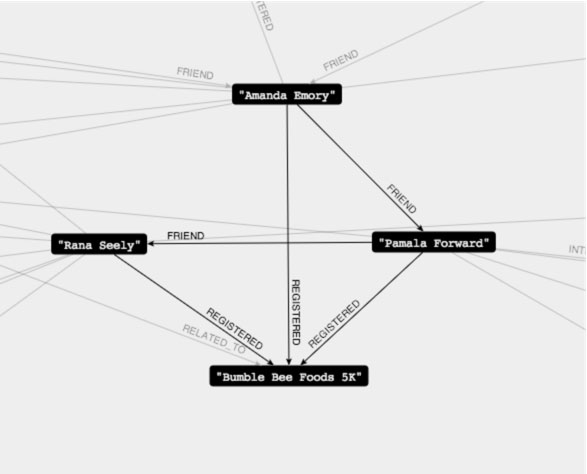 TERED
FRIEND
FRIEND
"Amanda Emory"
FRIEND
FRIEND
"Rana Seely"
"Pamala Forward"
INT
REGISTERED
REGISTERED
REGISTERED
RELATED_TO
"Bumble Bee Foods 5K"